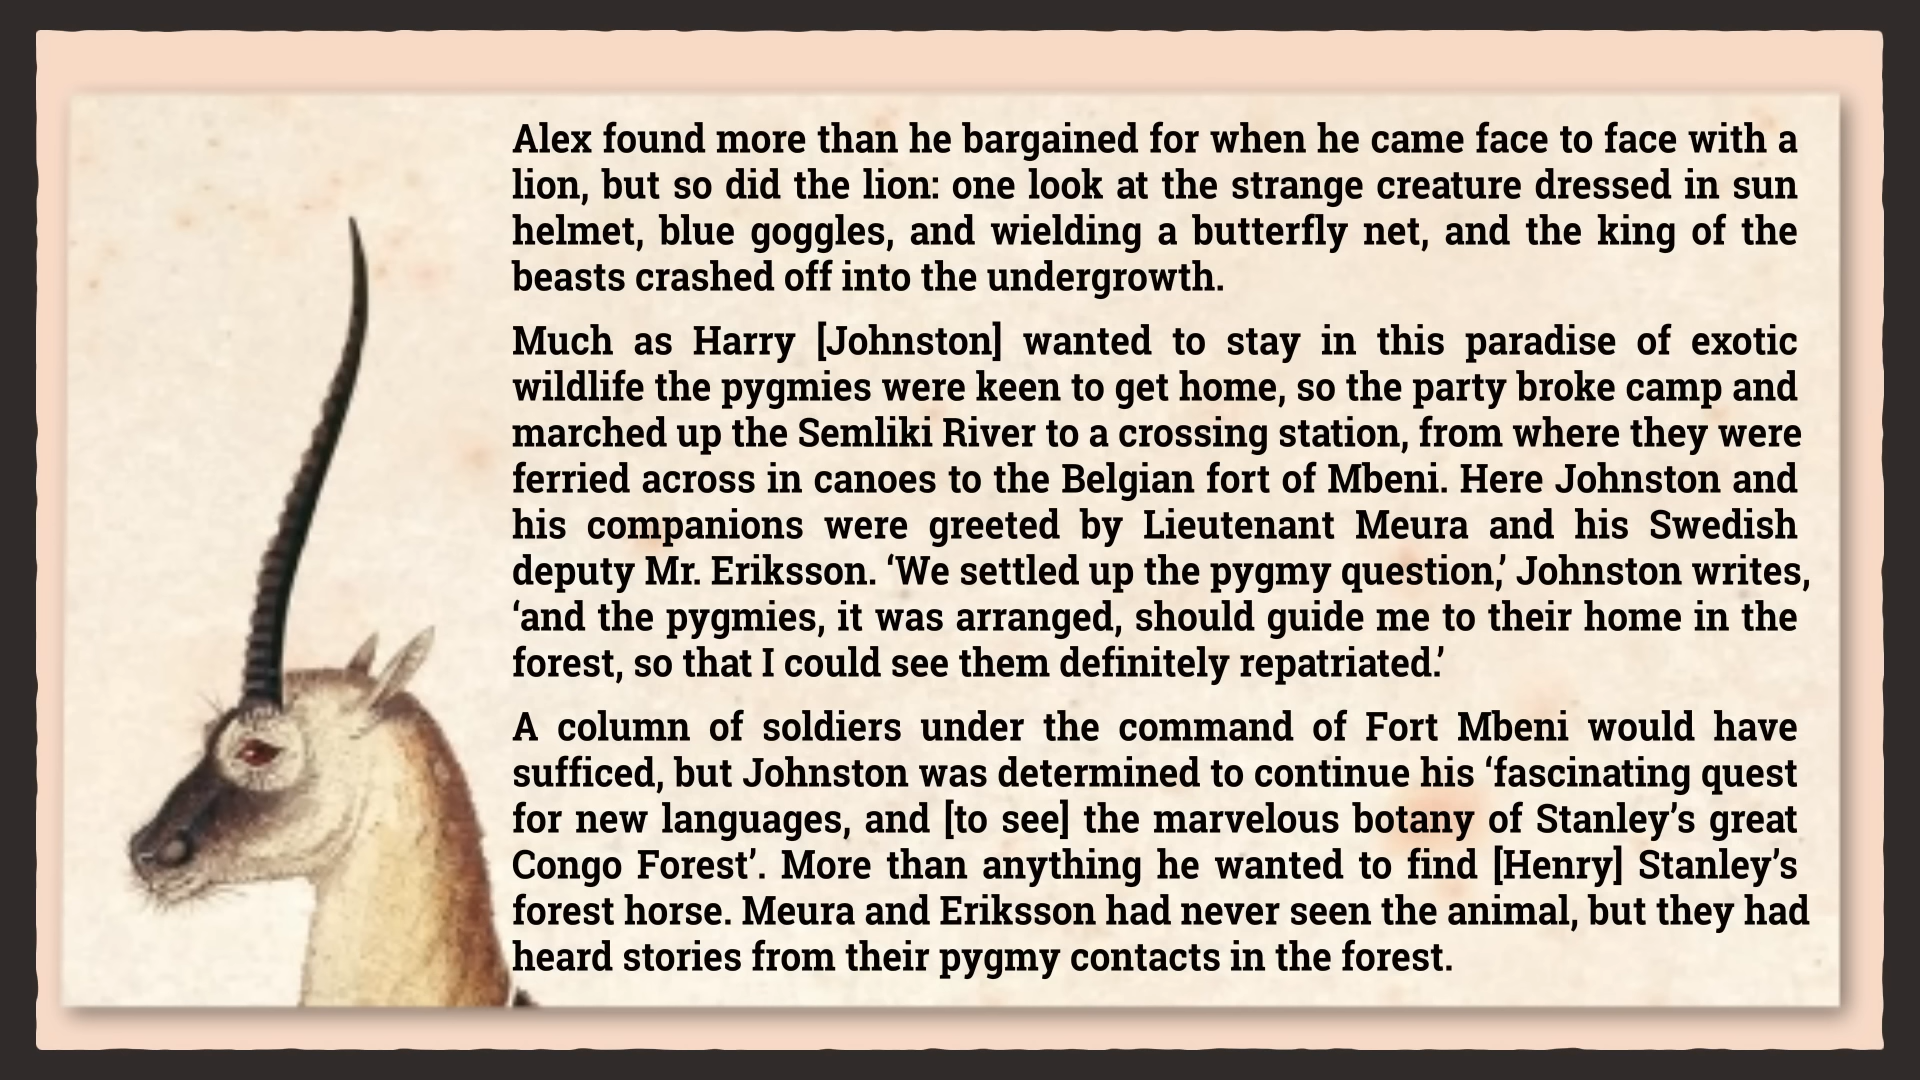 Alex found more than he bargained for when he came face to face with a
lion, but so did the lion: one look at the strange creature dressed in sun
helmet, blue goggles, and wielding a butterfly net, and the king of the
beasts crashed off into the undergrowth.
Much as Harry [Johnston] wanted to stay in this paradise of exotic
wildlife the pygmies were keen to get home, so the party broke camp and
marched up the Semliki River to a crossing station, from where they were
ferried across in canoes to the Belgian fort of Mbeni. Here Johnston and
his companions were greeted by Lieutenant Meura and his Swedish
deputy Mr. Eriksson. ‘We settled up the pygmy question,’ Johnston writes,
‘and the pygmies, it was arranged, should guide me to their home in the
forest, so that I could see them definitely repatriated.’
A column of soldiers under the command of Fort Mbeni would have
sufficed, but Johnston was determined to continue his ‘fascinating quest
for new languages, and [to see] the marvelous botany of Stanley’s great
Congo Forest’. More than anything he wanted to find [Henry] Stanley’s
forest horse. Meura and Eriksson had never seen the animal, but they had
heard stories from their pygmy contacts in the forest.